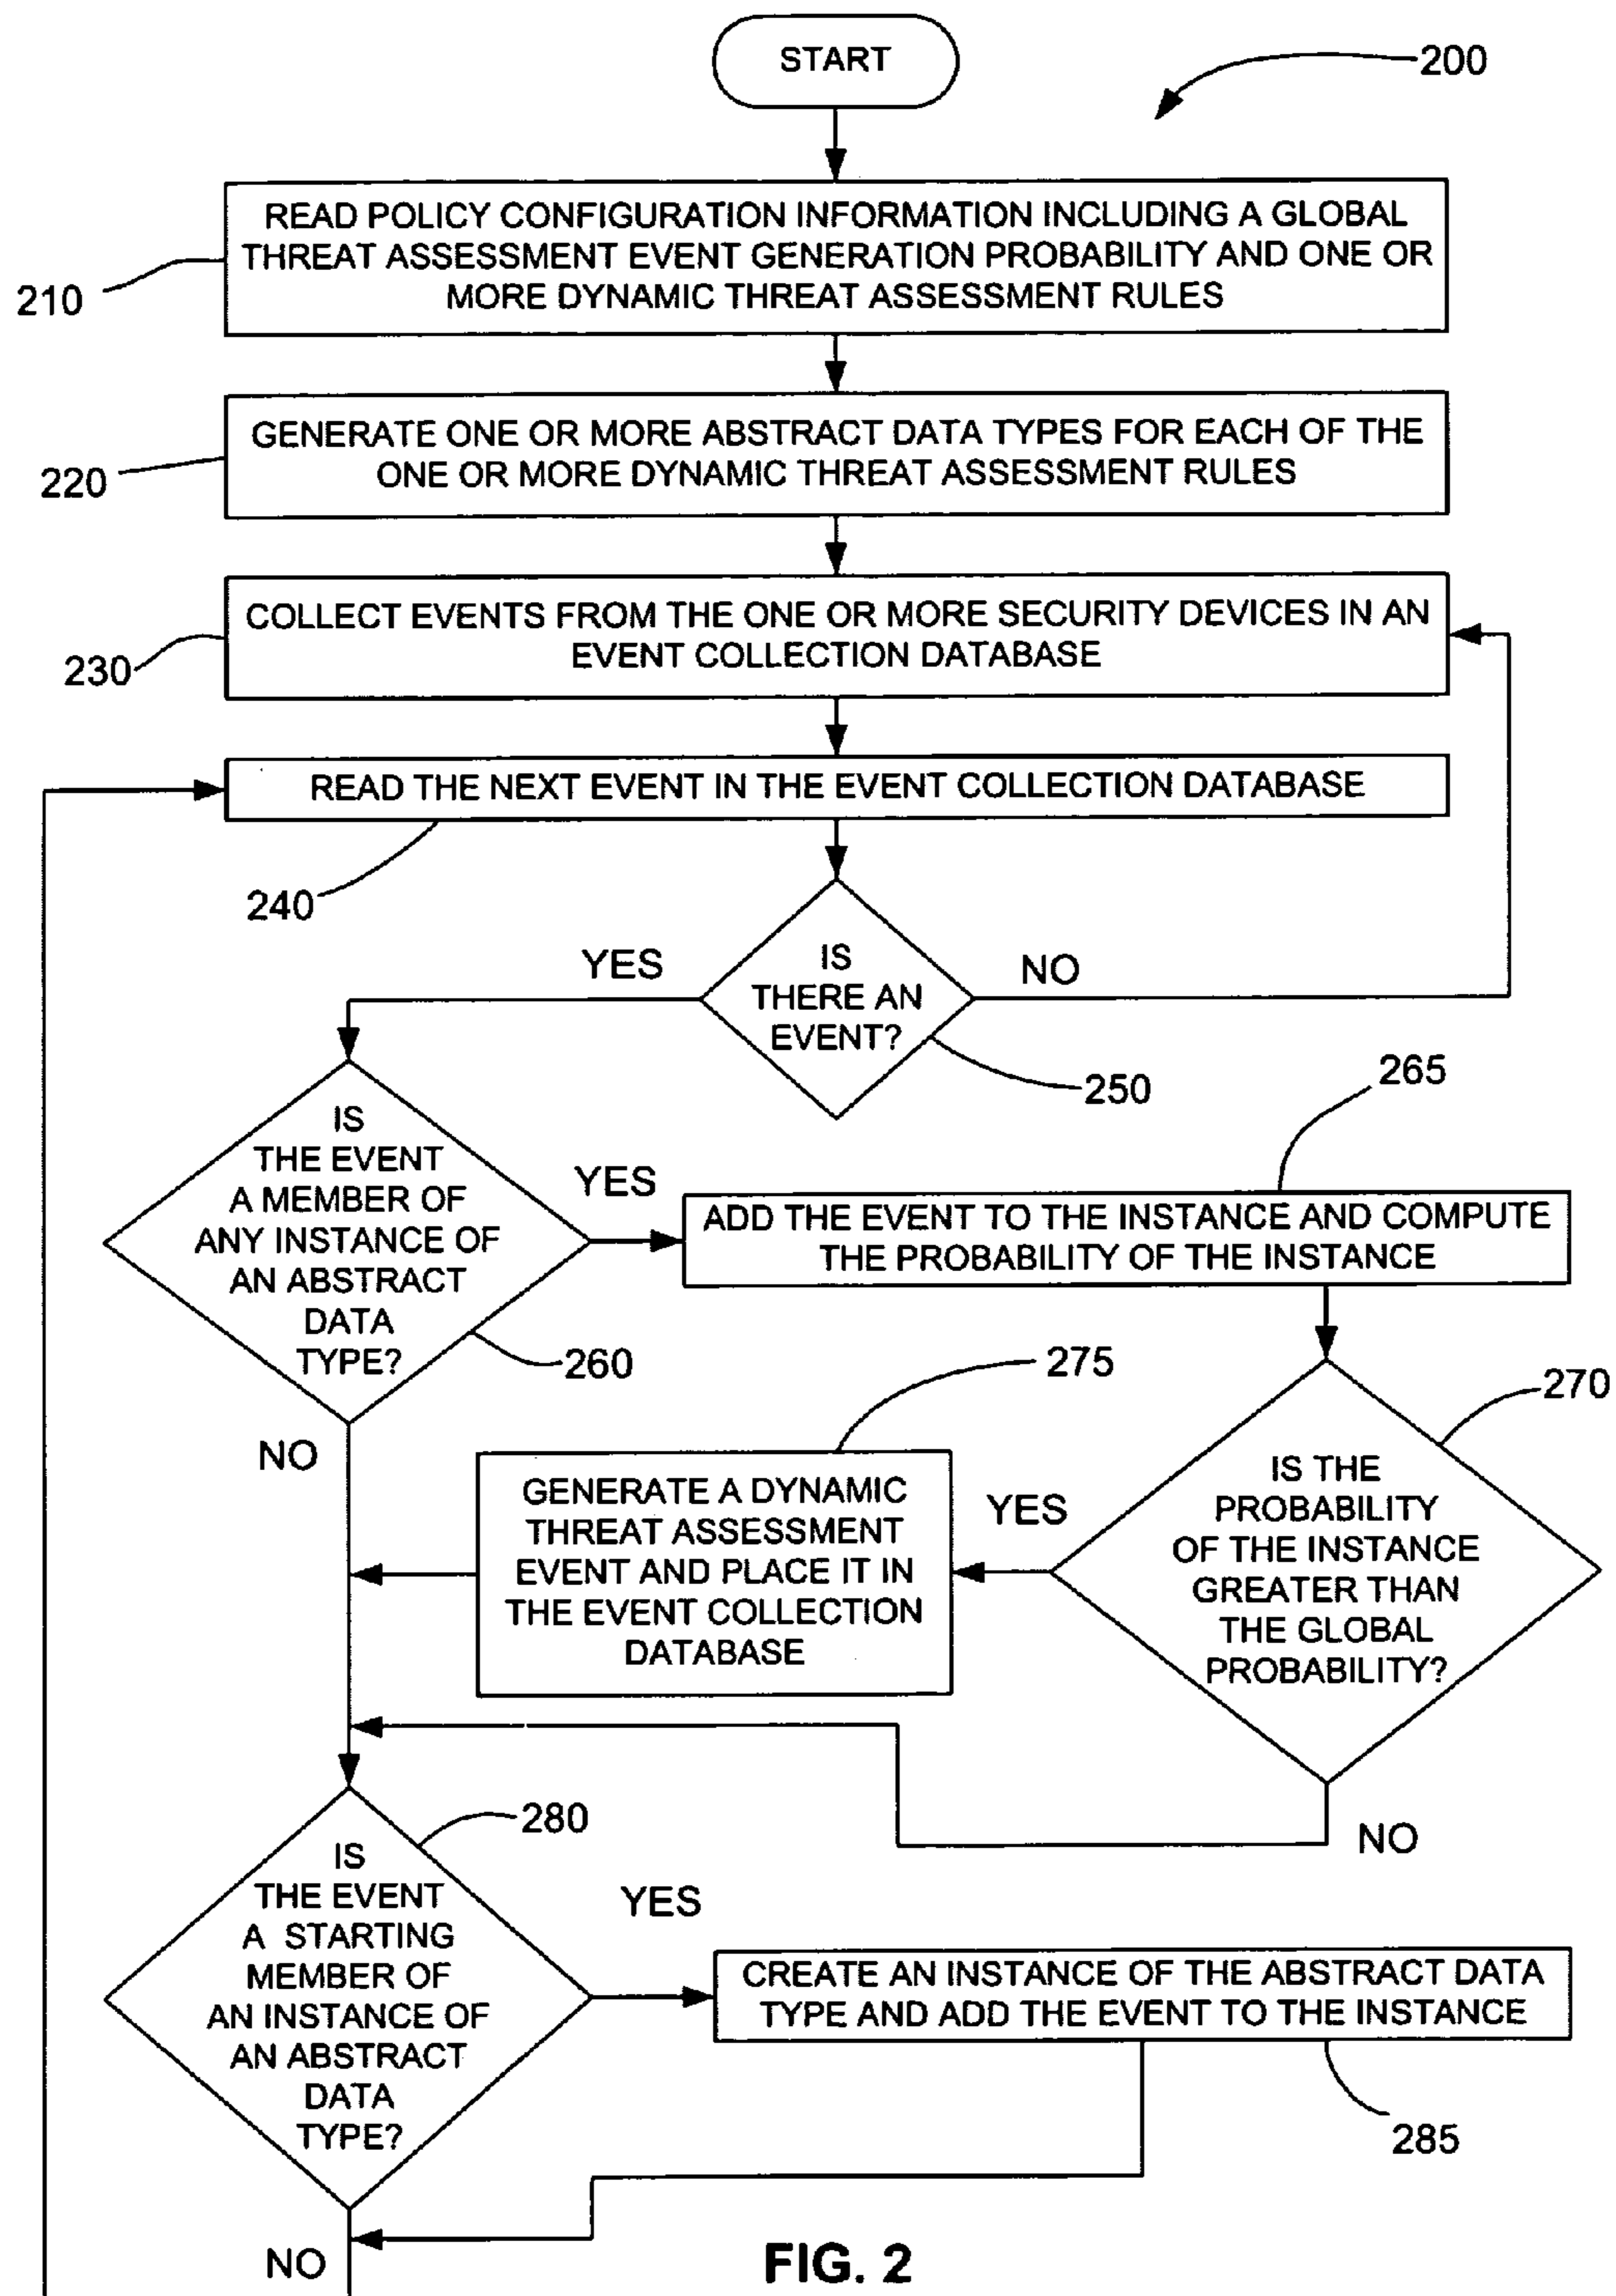 START
200
READ POLICY CONFIGURATION INFORMATION INCLUDING A GLOBAL
THREAT ASSESSMENT EVENT GENERATION PROBABILITY AND ONE OR
MORE DYNAMIC THREAT ASSESSMENT RULES
210
GENERATE ONE OR MORE ABSTRACT DATA TYPES FOR EACH OF THE
ONE OR MORE DYNAMIC THREAT ASSESSMENT RULES
220
COLLECT EVENTS FROM THE ONE OR MORE SECURITY DEVICES IN AN
EVENT COLLECTION DATABASE
230
READ THE NEXT EVENT IN THE EVENT COLLECTION DATABASE
240
IS
THERE AN
EVENT?
YES
NO
250
IS
THE EVENT
A MEMBER OF
ANY INSTANCE OF
AN ABSTRACT
DATA
TYPE?
YES
260
NO
265
ADD THE EVENT TO THE INSTANCE AND COMPUTE
THE PROBABILITY OF THE INSTANCE
270
IS THE
PROBABILITY
OF THE INSTANCE
GREATER THAN
THE GLOBAL
PROBABILITY?
YES
NO
275
GENERATE A DYNAMIC
THREAT ASSESSMENT
EVENT AND PLACE IT IN
THE EVENT COLLECTION
DATABASE
280
IS
THE EVENT
A STARTING
MEMBER OF
AN INSTANCE OF
AN ABSTRACT
DATA
TYPE?
YES
CREATE AN INSTANCE OF THE ABSTRACT DATA
TYPE AND ADD THE EVENT TO THE INSTANCE
285
NO
FIG. 2